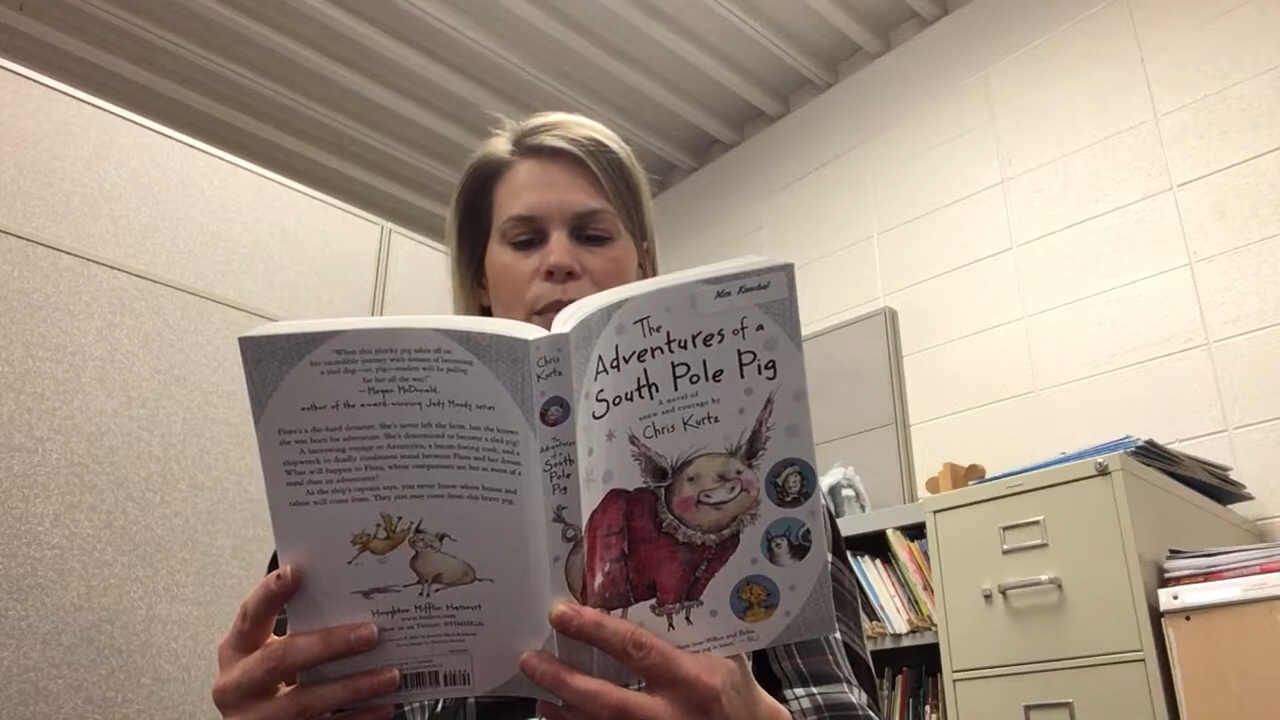 "When this plucky pig takes off on
her incredible journey with dreams of becoming
a sled dog—er, pig—readers will be pulling
for her all the way!"
—Megan McDonald,
author of the award-winning Judy Moody series
Flora's a die-hard dreamer. She's never left the farm, but she knows
she was born for adventure. She's determined to become a sled pig!
A harrowing voyage to Antarctica, a bacon-loving cook, and a
shipwreck in deadly conditions stand between Flora and her dream.
What will happen to Flora, whose companions see her as more of a
meal than an adventurer?
As the ship's captain says, you never know where brains and
talent will come from. They just may come from this brave pig.
Houghton Mifflin Harcourt
www.hmhco.com
us on Twitter: @HMHKids
Chris
Kurtz
The
Adventures
of a
South
Pole
Pig
Mrs. Kuechel
The
Adventures of a
South Pole Pig
A novel of
snow and courage by
Chris Kurtz